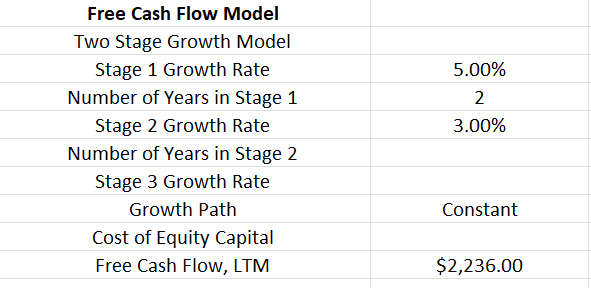 Free Cash Flow Model
Two Stage Growth Model
Stage 1 Growth Rate 5.00%
Number of Years in Stage 1 2
Stage 2 Growth Rate 3.00%
Number of Years in Stage 2
Stage 3 Growth Rate
Growth Path Constant
Cost of Equity Capital
Free Cash Flow, LTM $2,236.00